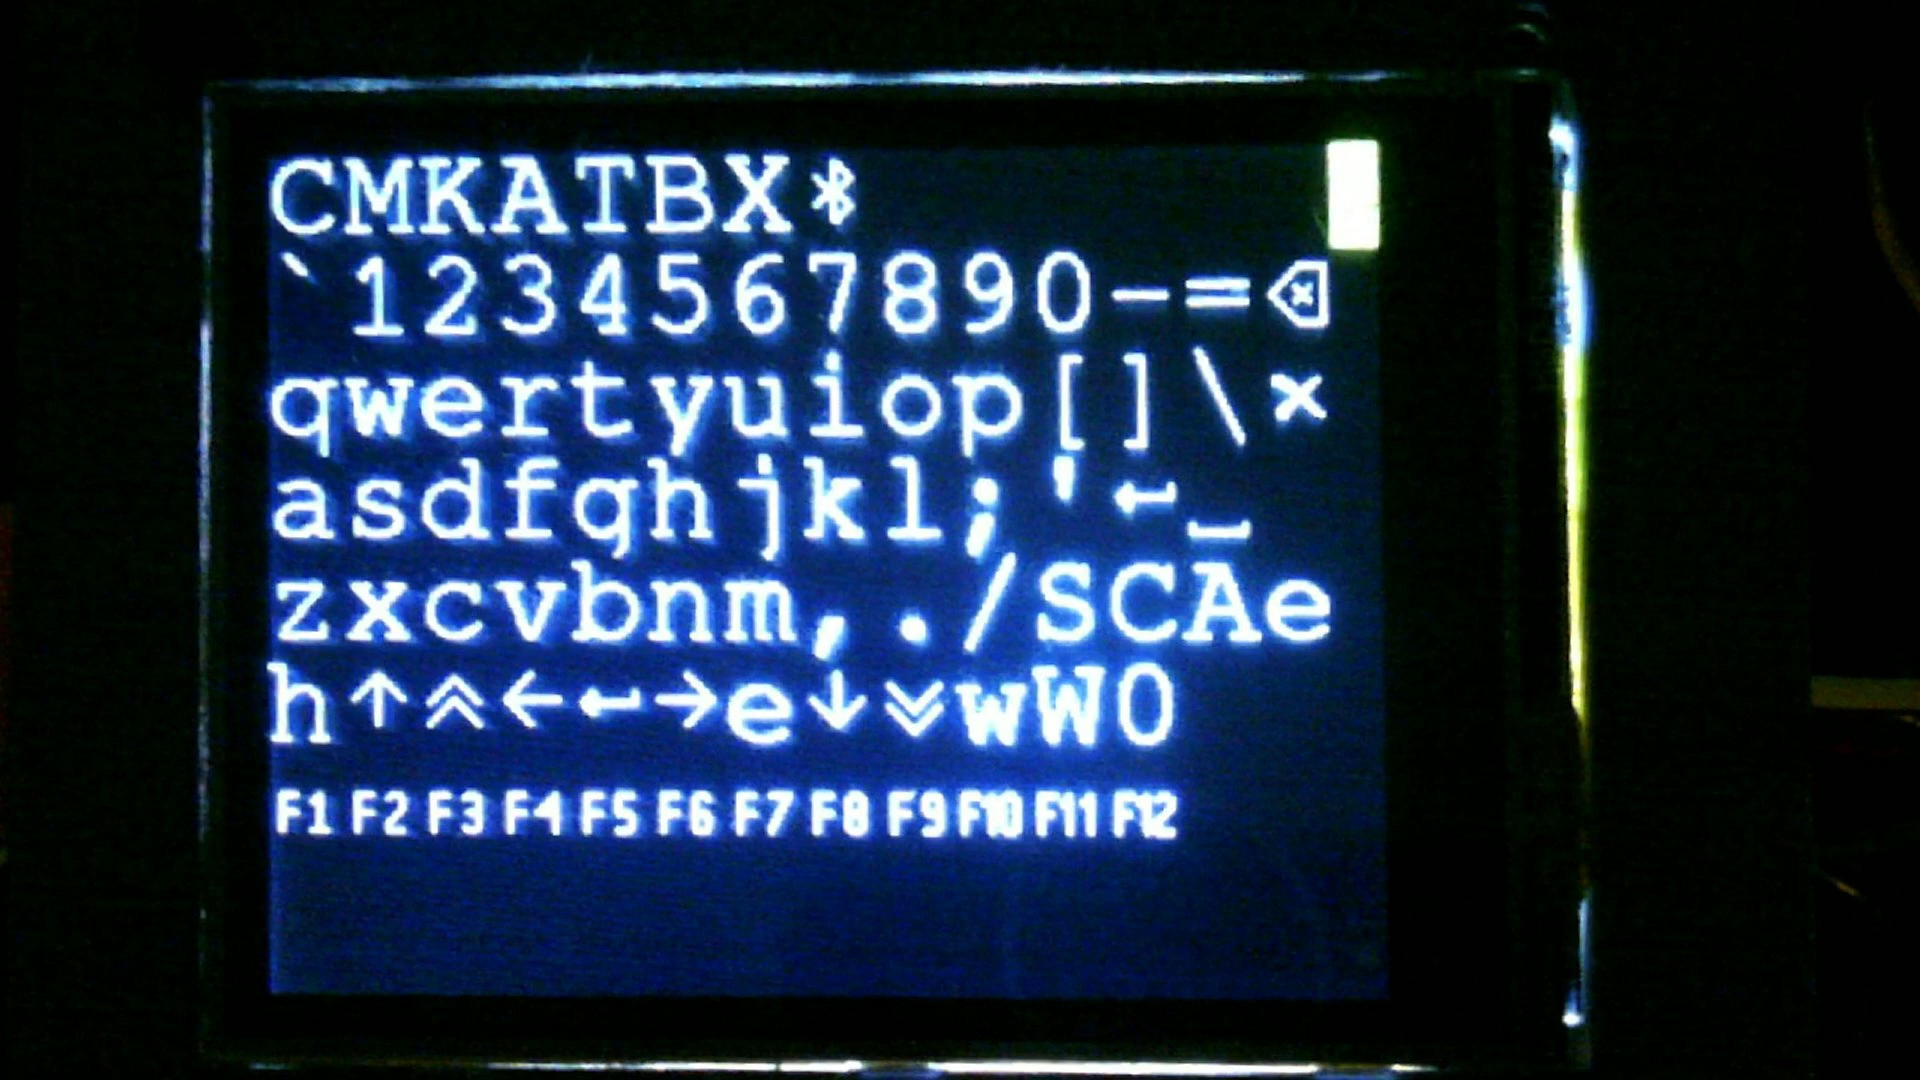 CMKATBX
`1234567890-=⌫
qwertyuiop[]\×
asdfghjkl;'↵⎵
zxcvbnm,./SCAe
h↑︽←↵→e↓︾wWO
F1 F2 F3 F4 F5 F6 F7 F8 F9 F10 F11 F12